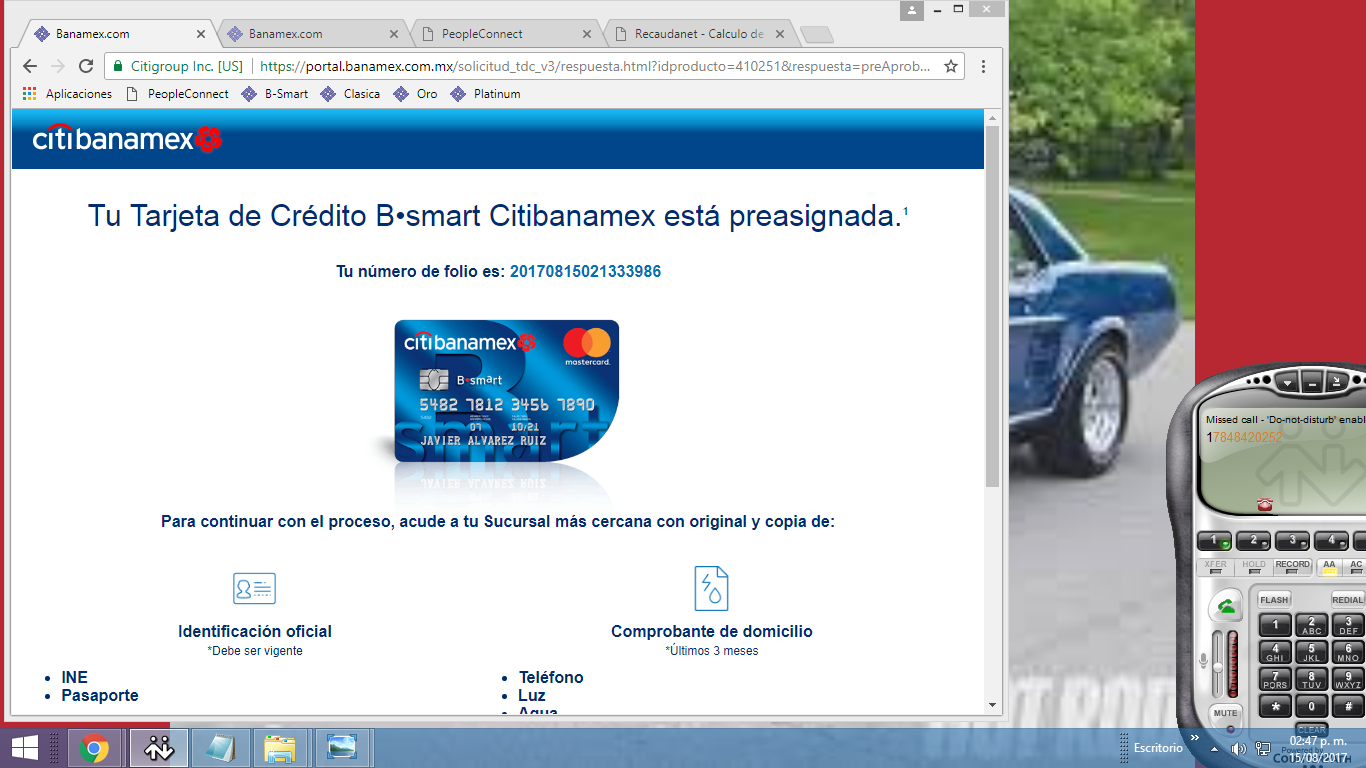 Banamex.com
Banamex.com
PeopleConnect
Recaudanet - Calculo de
Citigroup Inc. [US]
https://portal.banamex.com.mx/solicitud_tdc_v3/respuesta.html?idproducto=410251&respuesta=preAprob...
Aplicaciones PeopleConnect B-Smart Clasica Oro Platinum
citibanamex
Tu Tarjeta de Crédito B•smart Citibanamex está preasignada.¹
Tu número de folio es: 20170815021333986
citibanamex
mastercard.
B•smart
5482 7812 3456 7890
07 10/21
JAVIER ALVAREZ RUIZ
Para continuar con el proceso, acude a tu Sucursal más cercana con original y copia de:
Identificación oficial
*Debe ser vigente
• INE
• Pasaporte
Comprobante de domicilio
*Últimos 3 meses
• Teléfono
• Luz
• Agua
Missed call - 'Do-not-disturb' enabl
17848420252
1 2 3 4
XFER HOLD RECORD AA AC
FLASH REDIAL
1 2 ABC 3 DEF
4 GHI 5 JKL 6 MNO
7 PQRS 8 TUV 9 WXYZ
* 0 #
MUTE
CLEAR
Escritorio
02:47 p. m.
15/08/2017